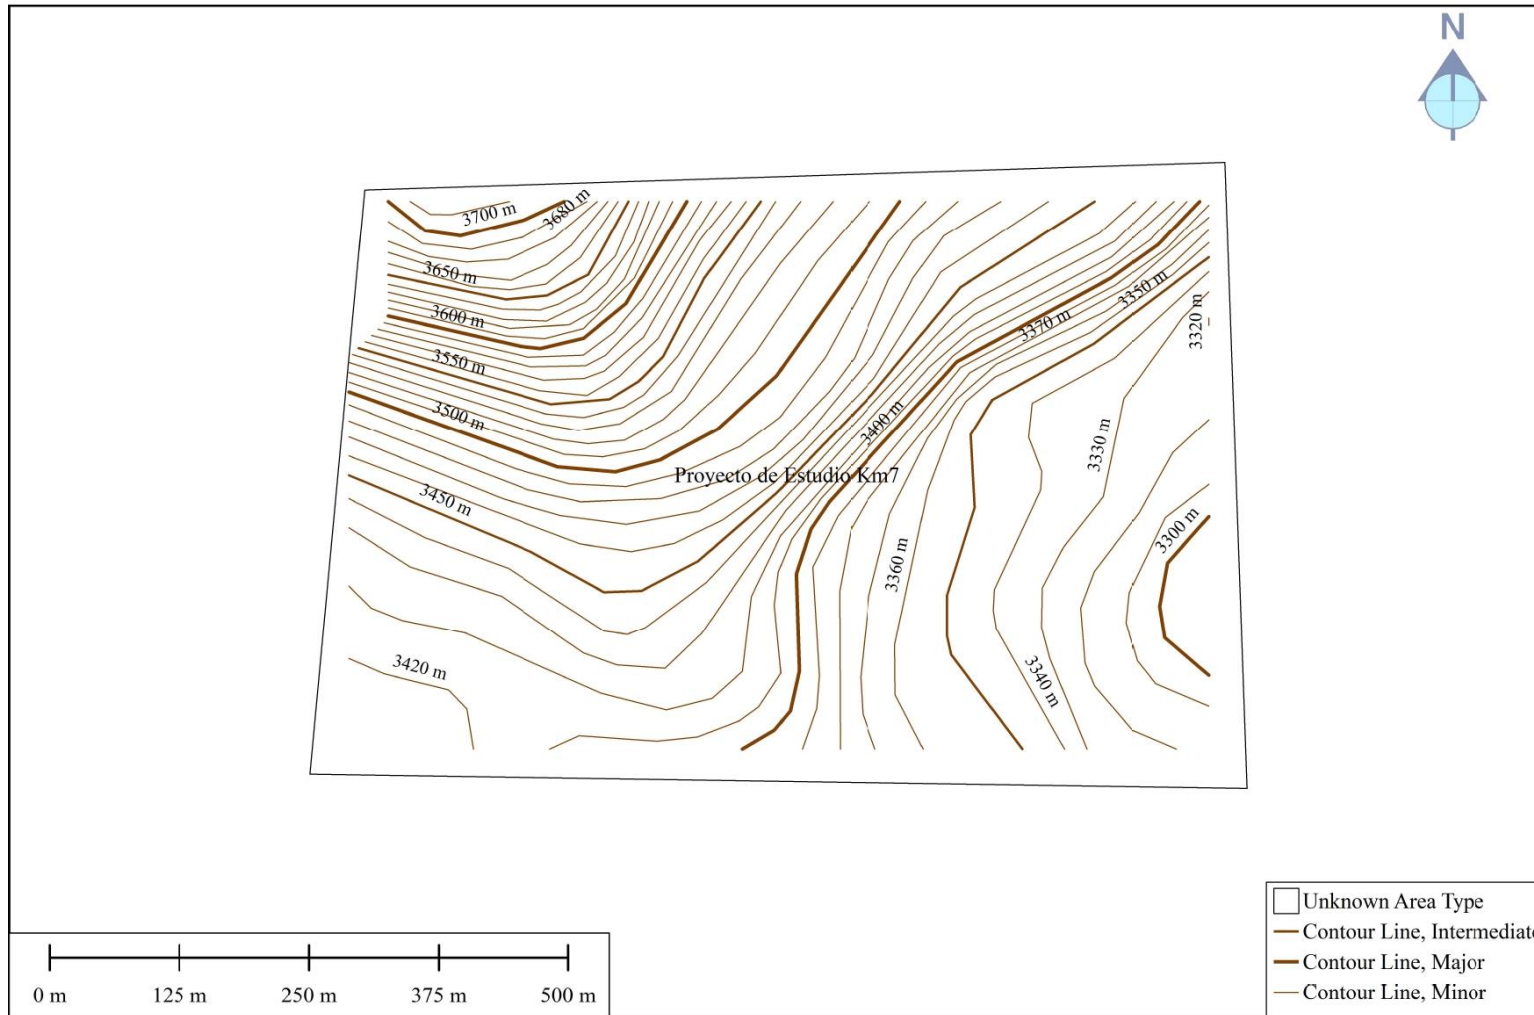 N
3700 m
3680 m
3650 m
3600 m
3550 m
3500 m
3450 m
3420 m
3400 m
3370 m
3350 m
3320 m
3330 m
3300 m
3360 m
3340 m
Proyecto de Estudio Km7
0 m 125 m 250 m 375 m 500 m
Unknown Area Type
Contour Line, Intermediate
Contour Line, Major
Contour Line, Minor